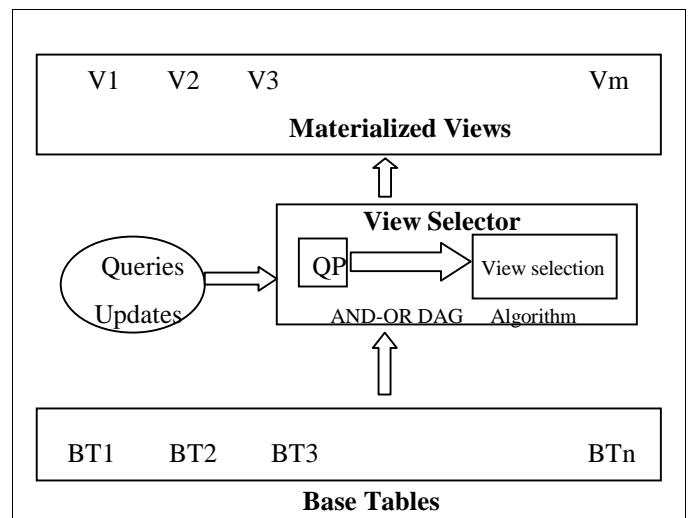 V1 V2 V3 Vm
Materialized Views
View Selector
Queries
Updates
QP
View selection
AND-OR DAG Algorithm
BT1 BT2 BT3 BTn
Base Tables